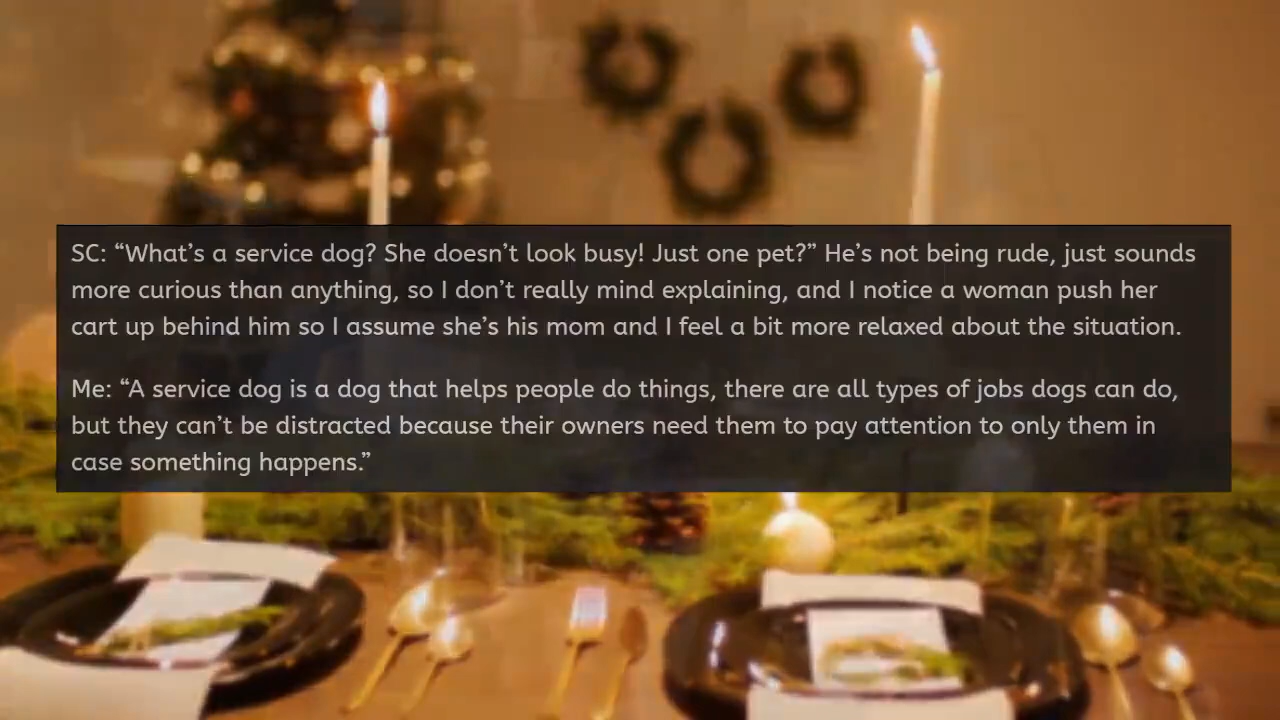 SC: “What’s a service dog? She doesn’t look busy! Just one pet?” He’s not being rude, just sounds
more curious than anything, so I don’t really mind explaining, and I notice a woman push her
cart up behind him so I assume she’s his mom and I feel a bit more relaxed about the situation.
Me: “A service dog is a dog that helps people do things, there are all types of jobs dogs can do,
but they can’t be distracted because their owners need them to pay attention to only them in
case something happens.”